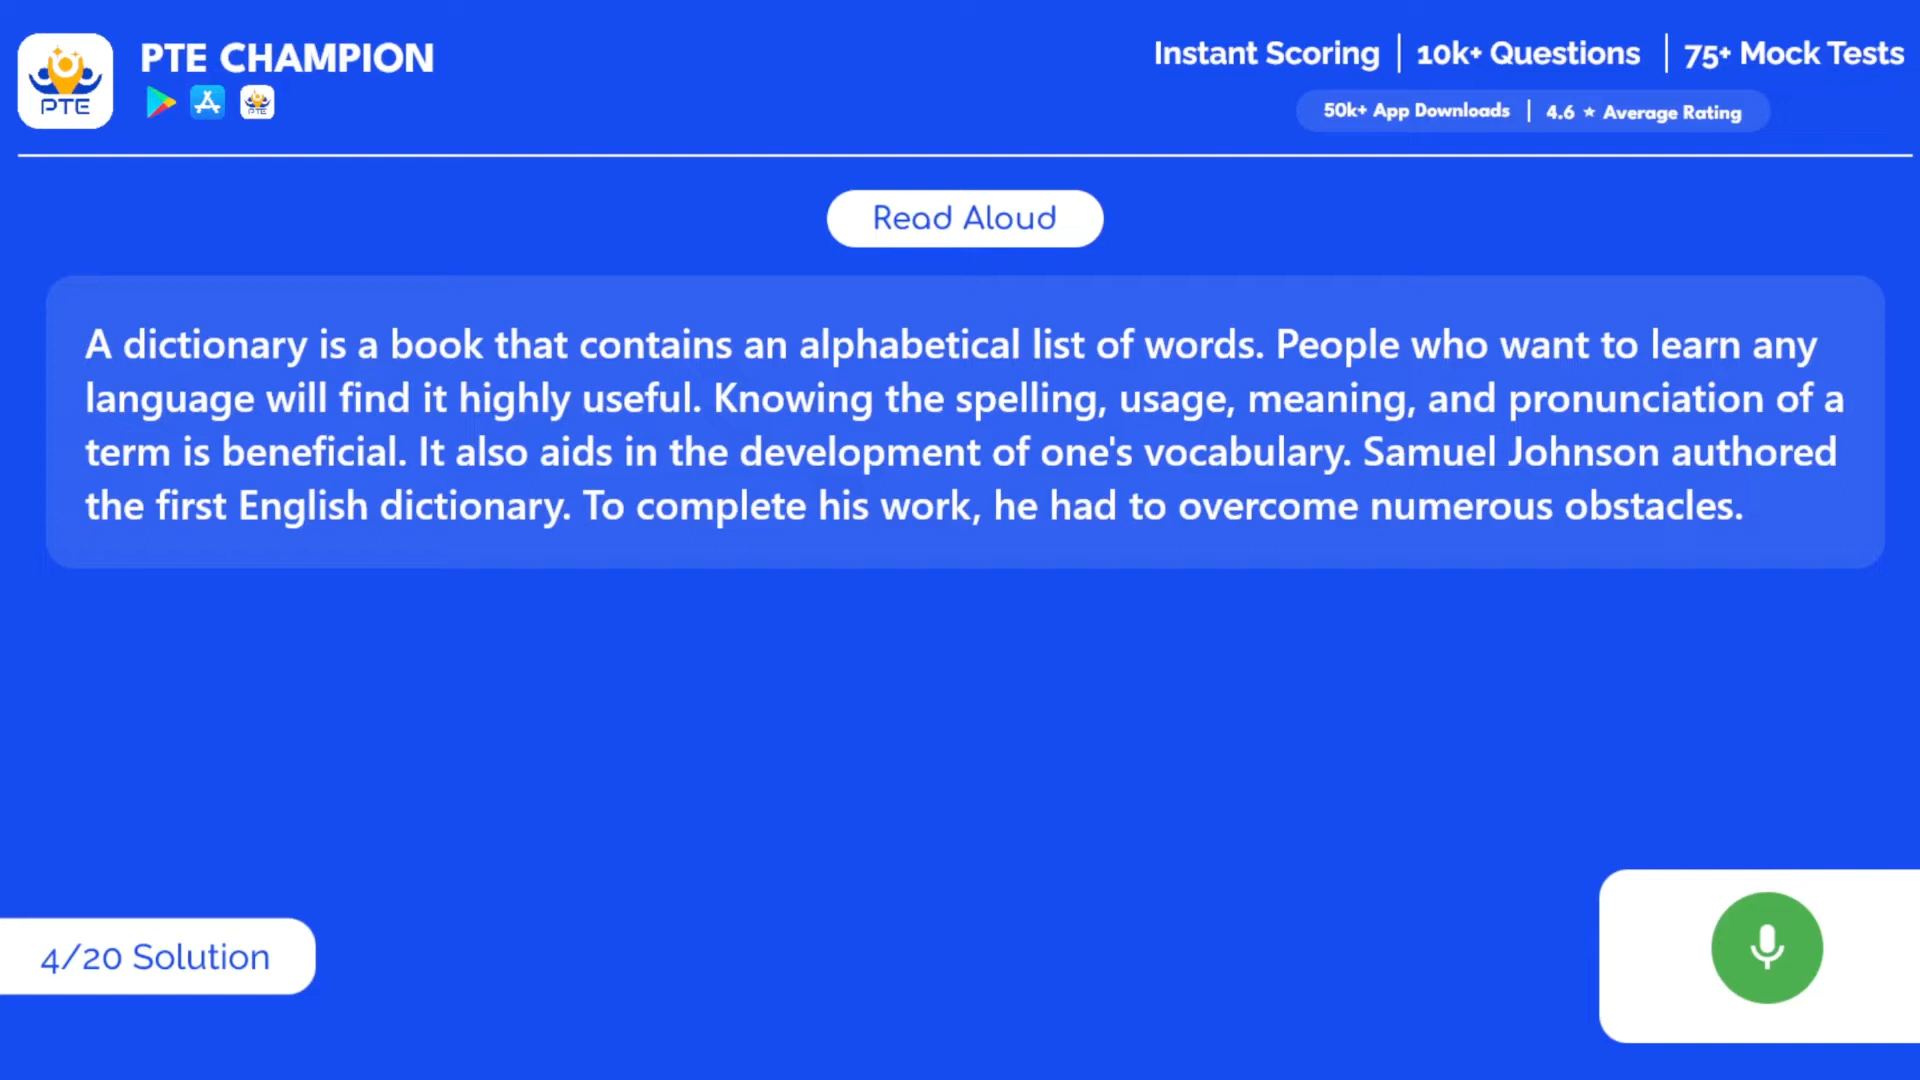 PTE CHAMPION
PTE
PTE
Instant Scoring | 10k+ Questions | 75+ Mock Tests
50k+ App Downloads | 4.6 ★ Average Rating
Read Aloud
A dictionary is a book that contains an alphabetical list of words. People who want to learn any
language will find it highly useful. Knowing the spelling, usage, meaning, and pronunciation of a
term is beneficial. It also aids in the development of one's vocabulary. Samuel Johnson authored
the first English dictionary. To complete his work, he had to overcome numerous obstacles.
4/20 Solution